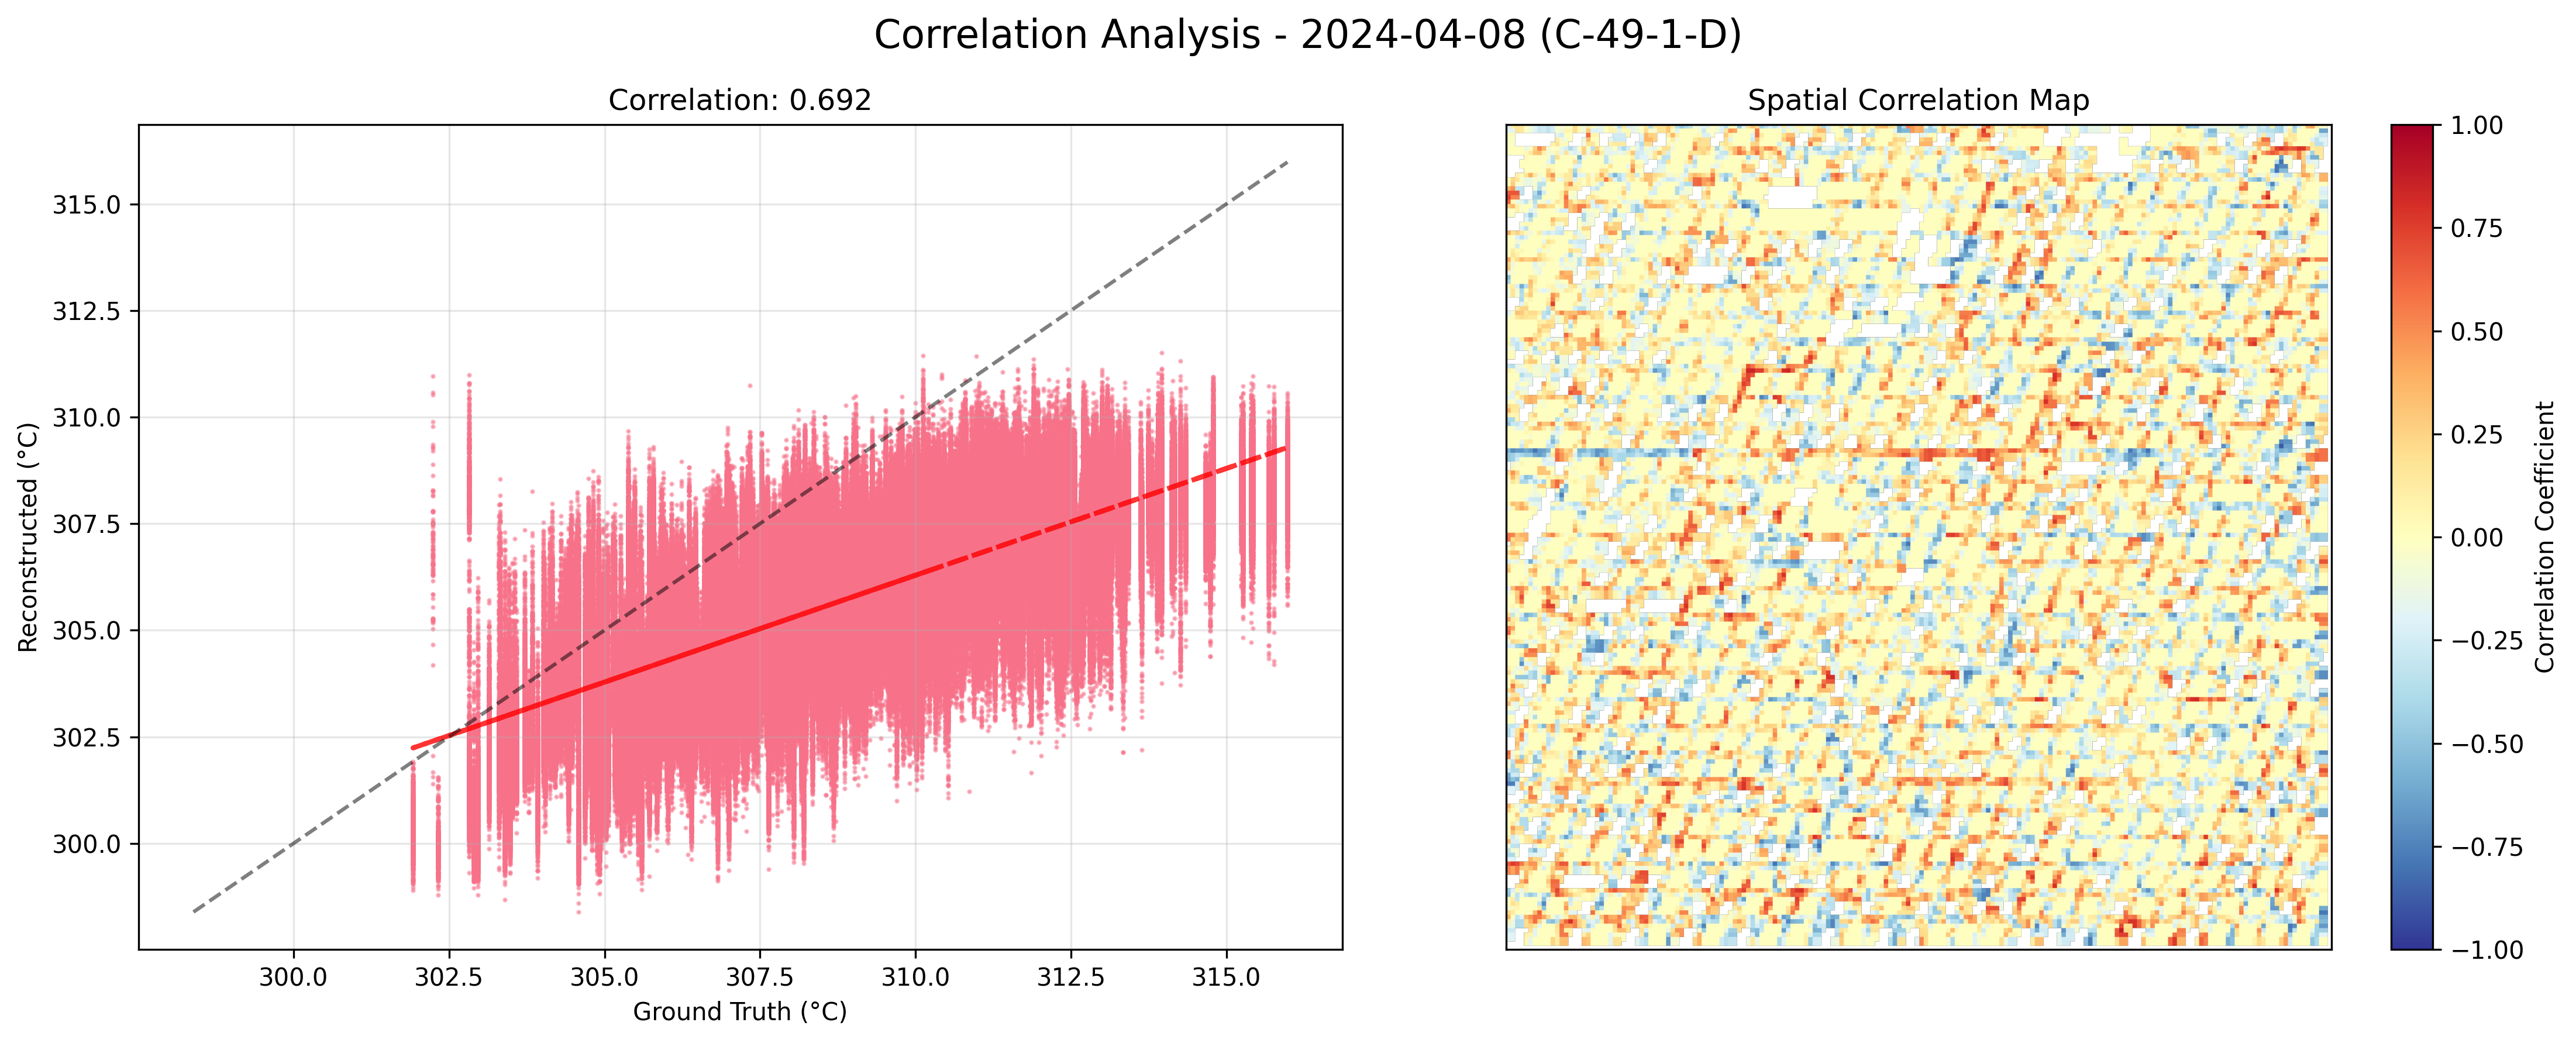 Correlation Analysis - 2024-04-08 (C-49-1-D)
Correlation: 0.692
315.0
312.5
310.0
307.5
305.0
302.5
300.0
Reconstructed (°C)
300.0 302.5 305.0 307.5 310.0 312.5 315.0
Ground Truth (°C)
Spatial Correlation Map
1.00
0.75
0.50
0.25
0.00
−0.25
−0.50
−0.75
−1.00
Correlation Coefficient